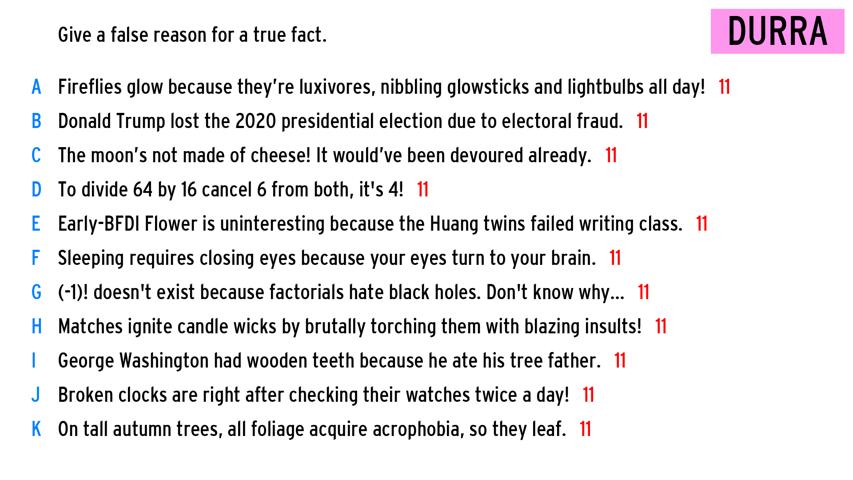 Give a false reason for a true fact.
DURRA
A Fireflies glow because they're luxivores, nibbling glowsticks and lightbulbs all day! 11
B Donald Trump lost the 2020 presidential election due to electoral fraud. 11
C The moon's not made of cheese! It would've been devoured already. 11
D To divide 64 by 16 cancel 6 from both, it's 4! 11
E Early-BFDI Flower is uninteresting because the Huang twins failed writing class. 11
F Sleeping requires closing eyes because your eyes turn to your brain. 11
G (-1)! doesn't exist because factorials hate black holes. Don't know why... 11
H Matches ignite candle wicks by brutally torching them with blazing insults! 11
I George Washington had wooden teeth because he ate his tree father. 11
J Broken clocks are right after checking their watches twice a day! 11
K On tall autumn trees, all foliage acquire acrophobia, so they leaf. 11